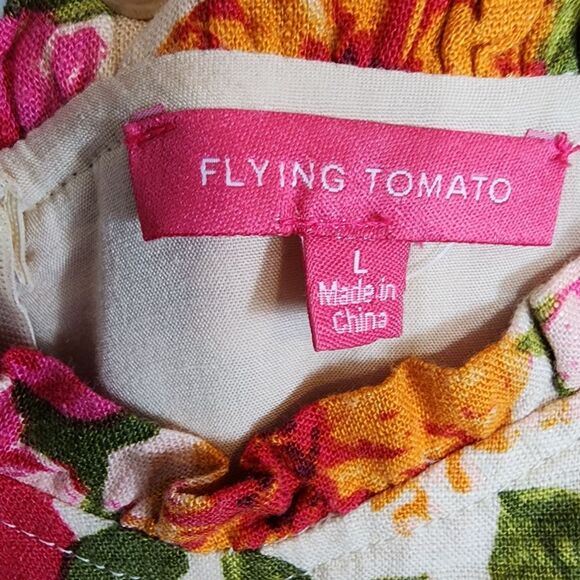 FLYING TOMATO
L
Made in
China